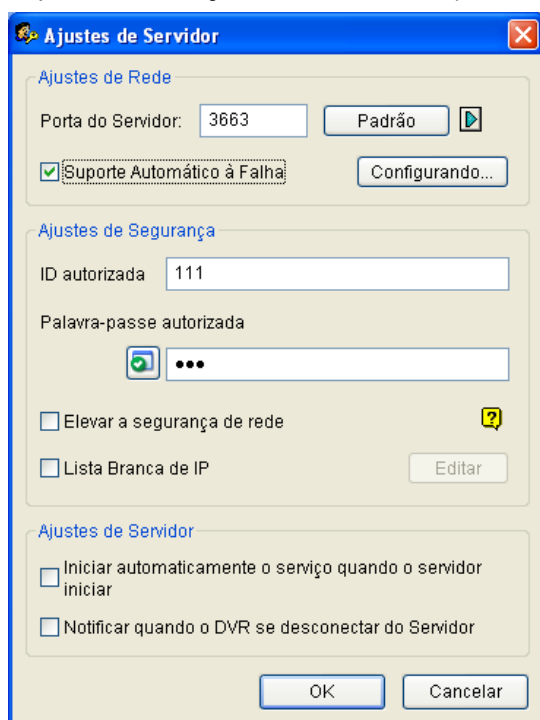 Ajustes de Servidor
Ajustes de Rede
Porta do Servidor: 3663 Padrão
Suporte Automático à Falha Configurando...
Ajustes de Segurança
ID autorizada 111
Palavra-passe autorizada
•••
Elevar a segurança de rede ?
Lista Branca de IP Editar
Ajustes de Servidor
Iniciar automaticamente o serviço quando o servidor
iniciar
Notificar quando o DVR se desconectar do Servidor
OK Cancelar